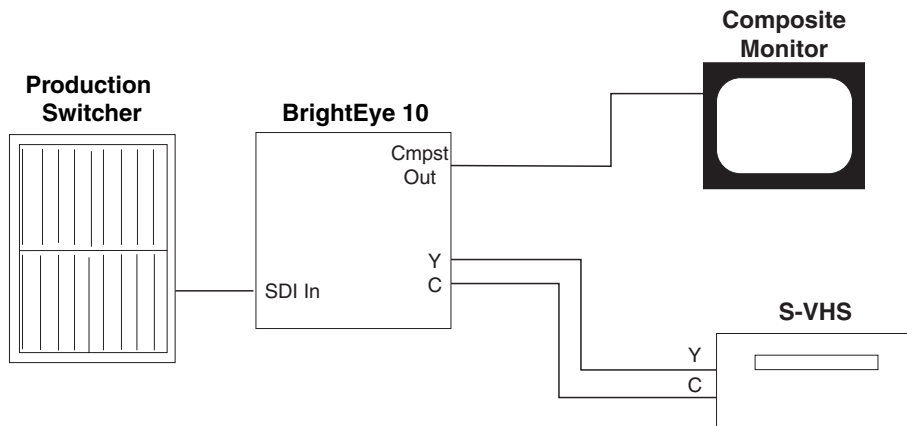 Composite
Monitor
Production
Switcher
BrightEye 10
Cmpst
Out
Y
C
SDI In
S-VHS
Y
C